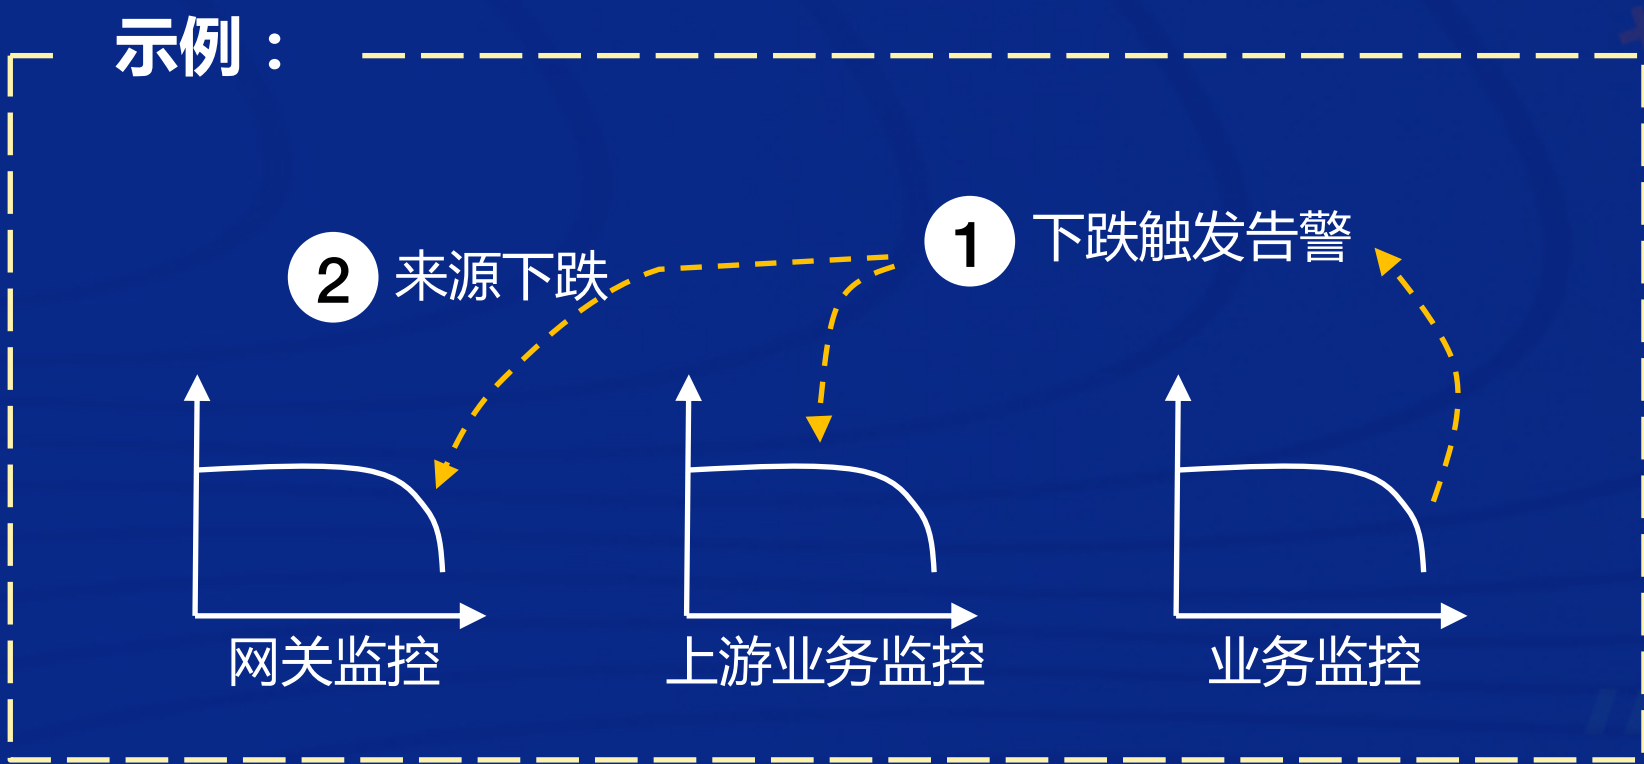 示例：
1 下跌触发告警
2 来源下跌
网关监控
上游业务监控
业务监控